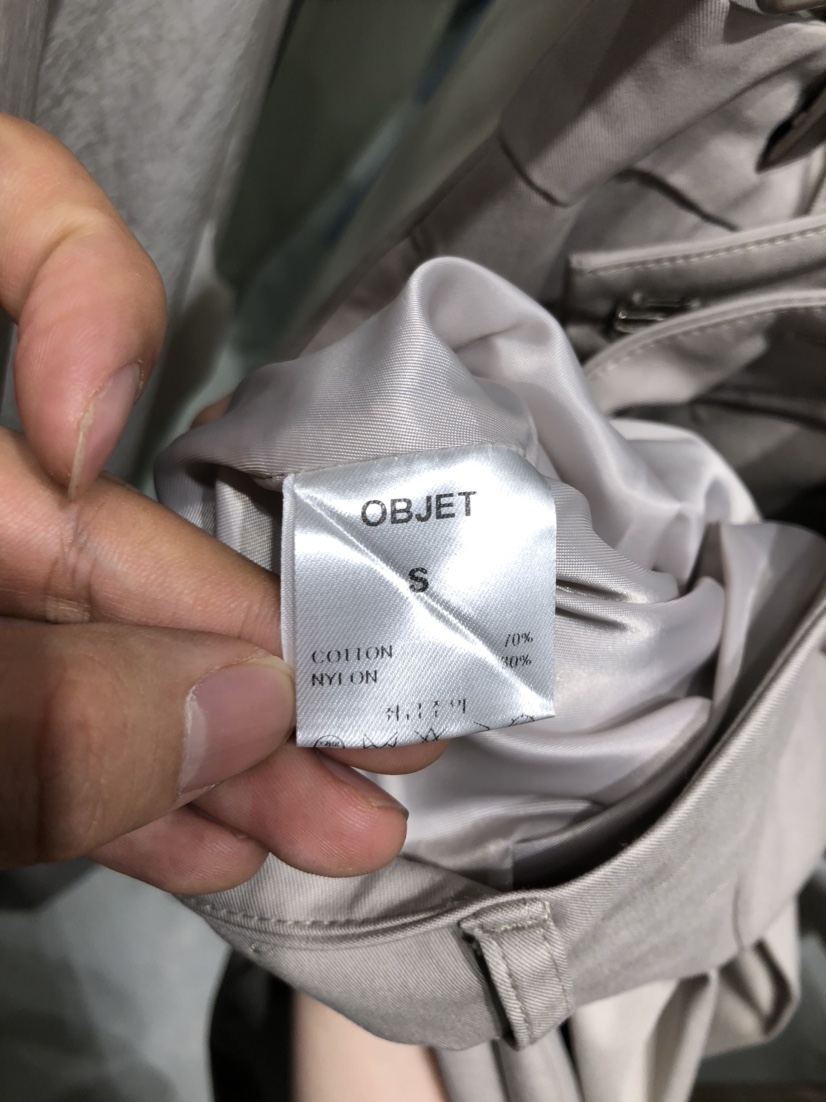 OBJET
S
COTTON 70%
NYLON 30%